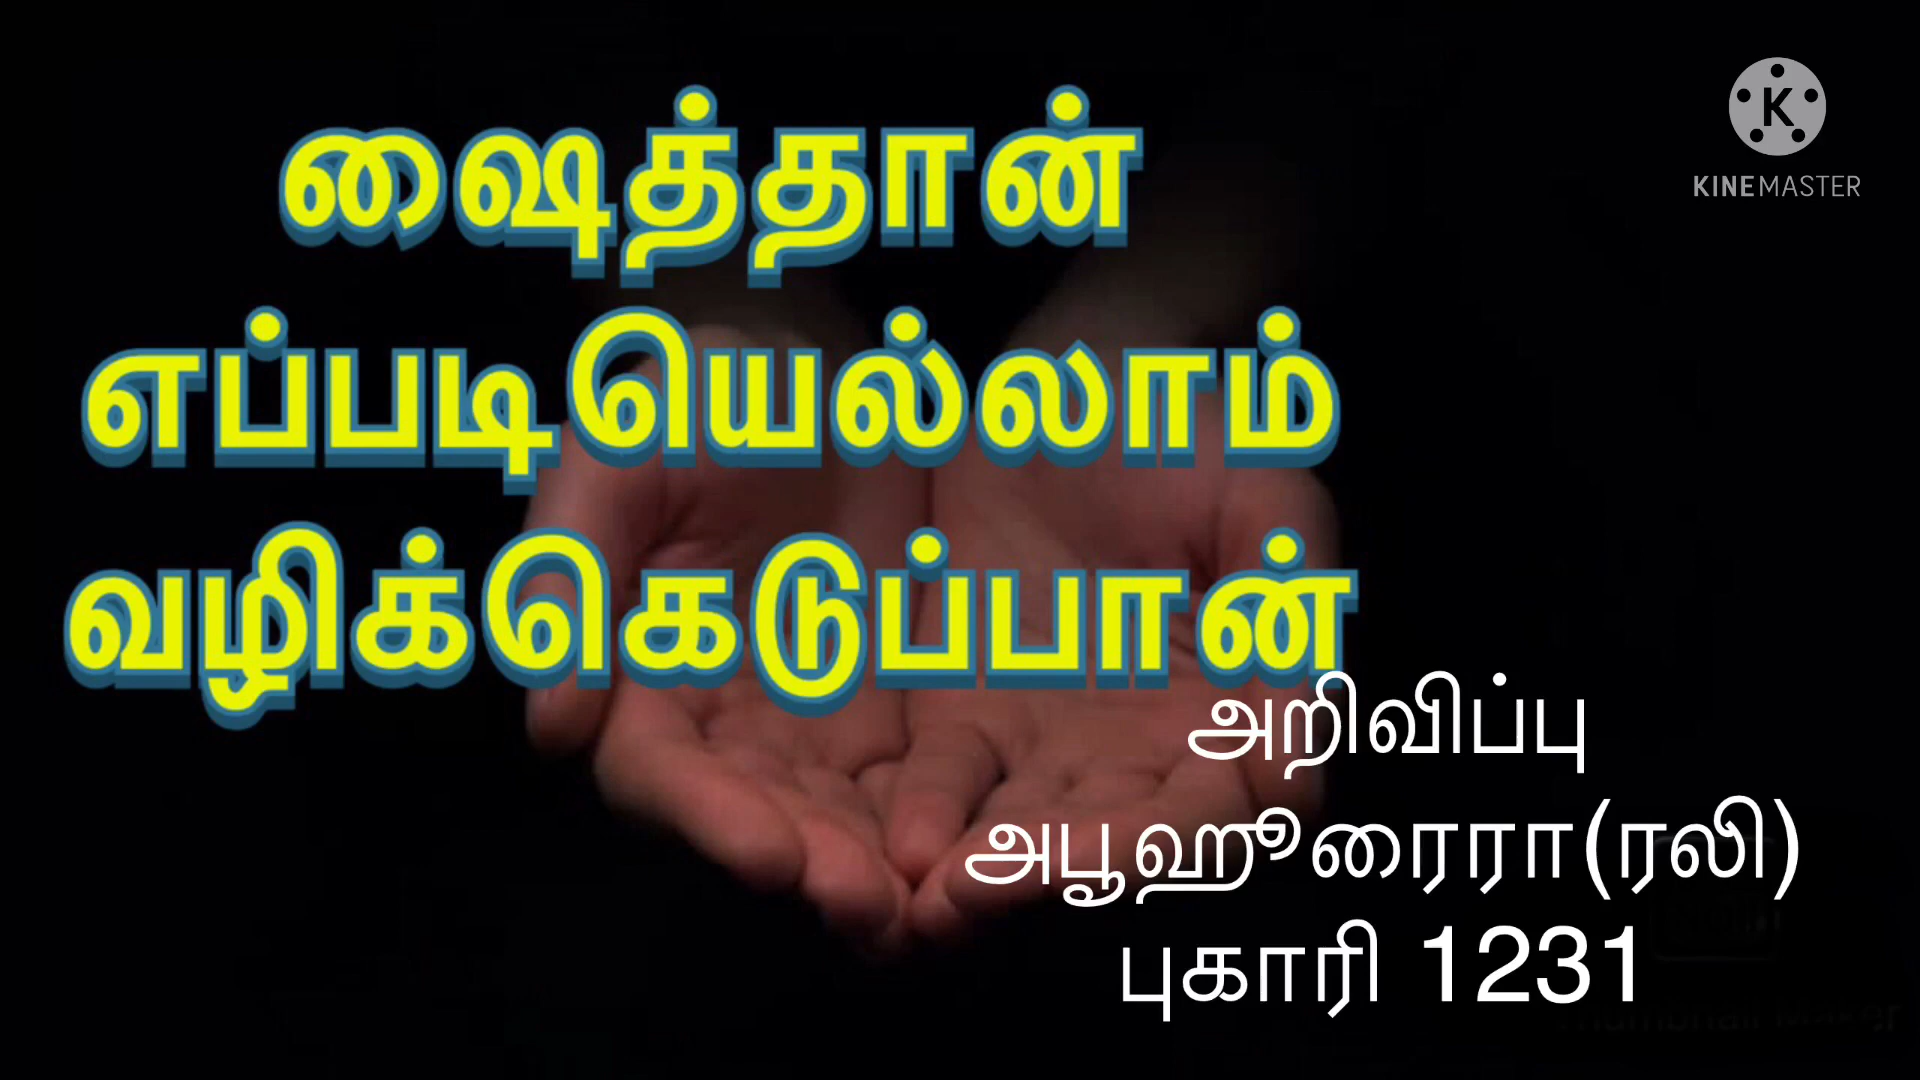 ஷைத்தான்
எப்படியெல்லாம்
வழிக்கெடுப்பான்
அறிவிப்பு
அபூஹூரைரா(ரலி)
புகாரி 1231
K
KINEMASTER